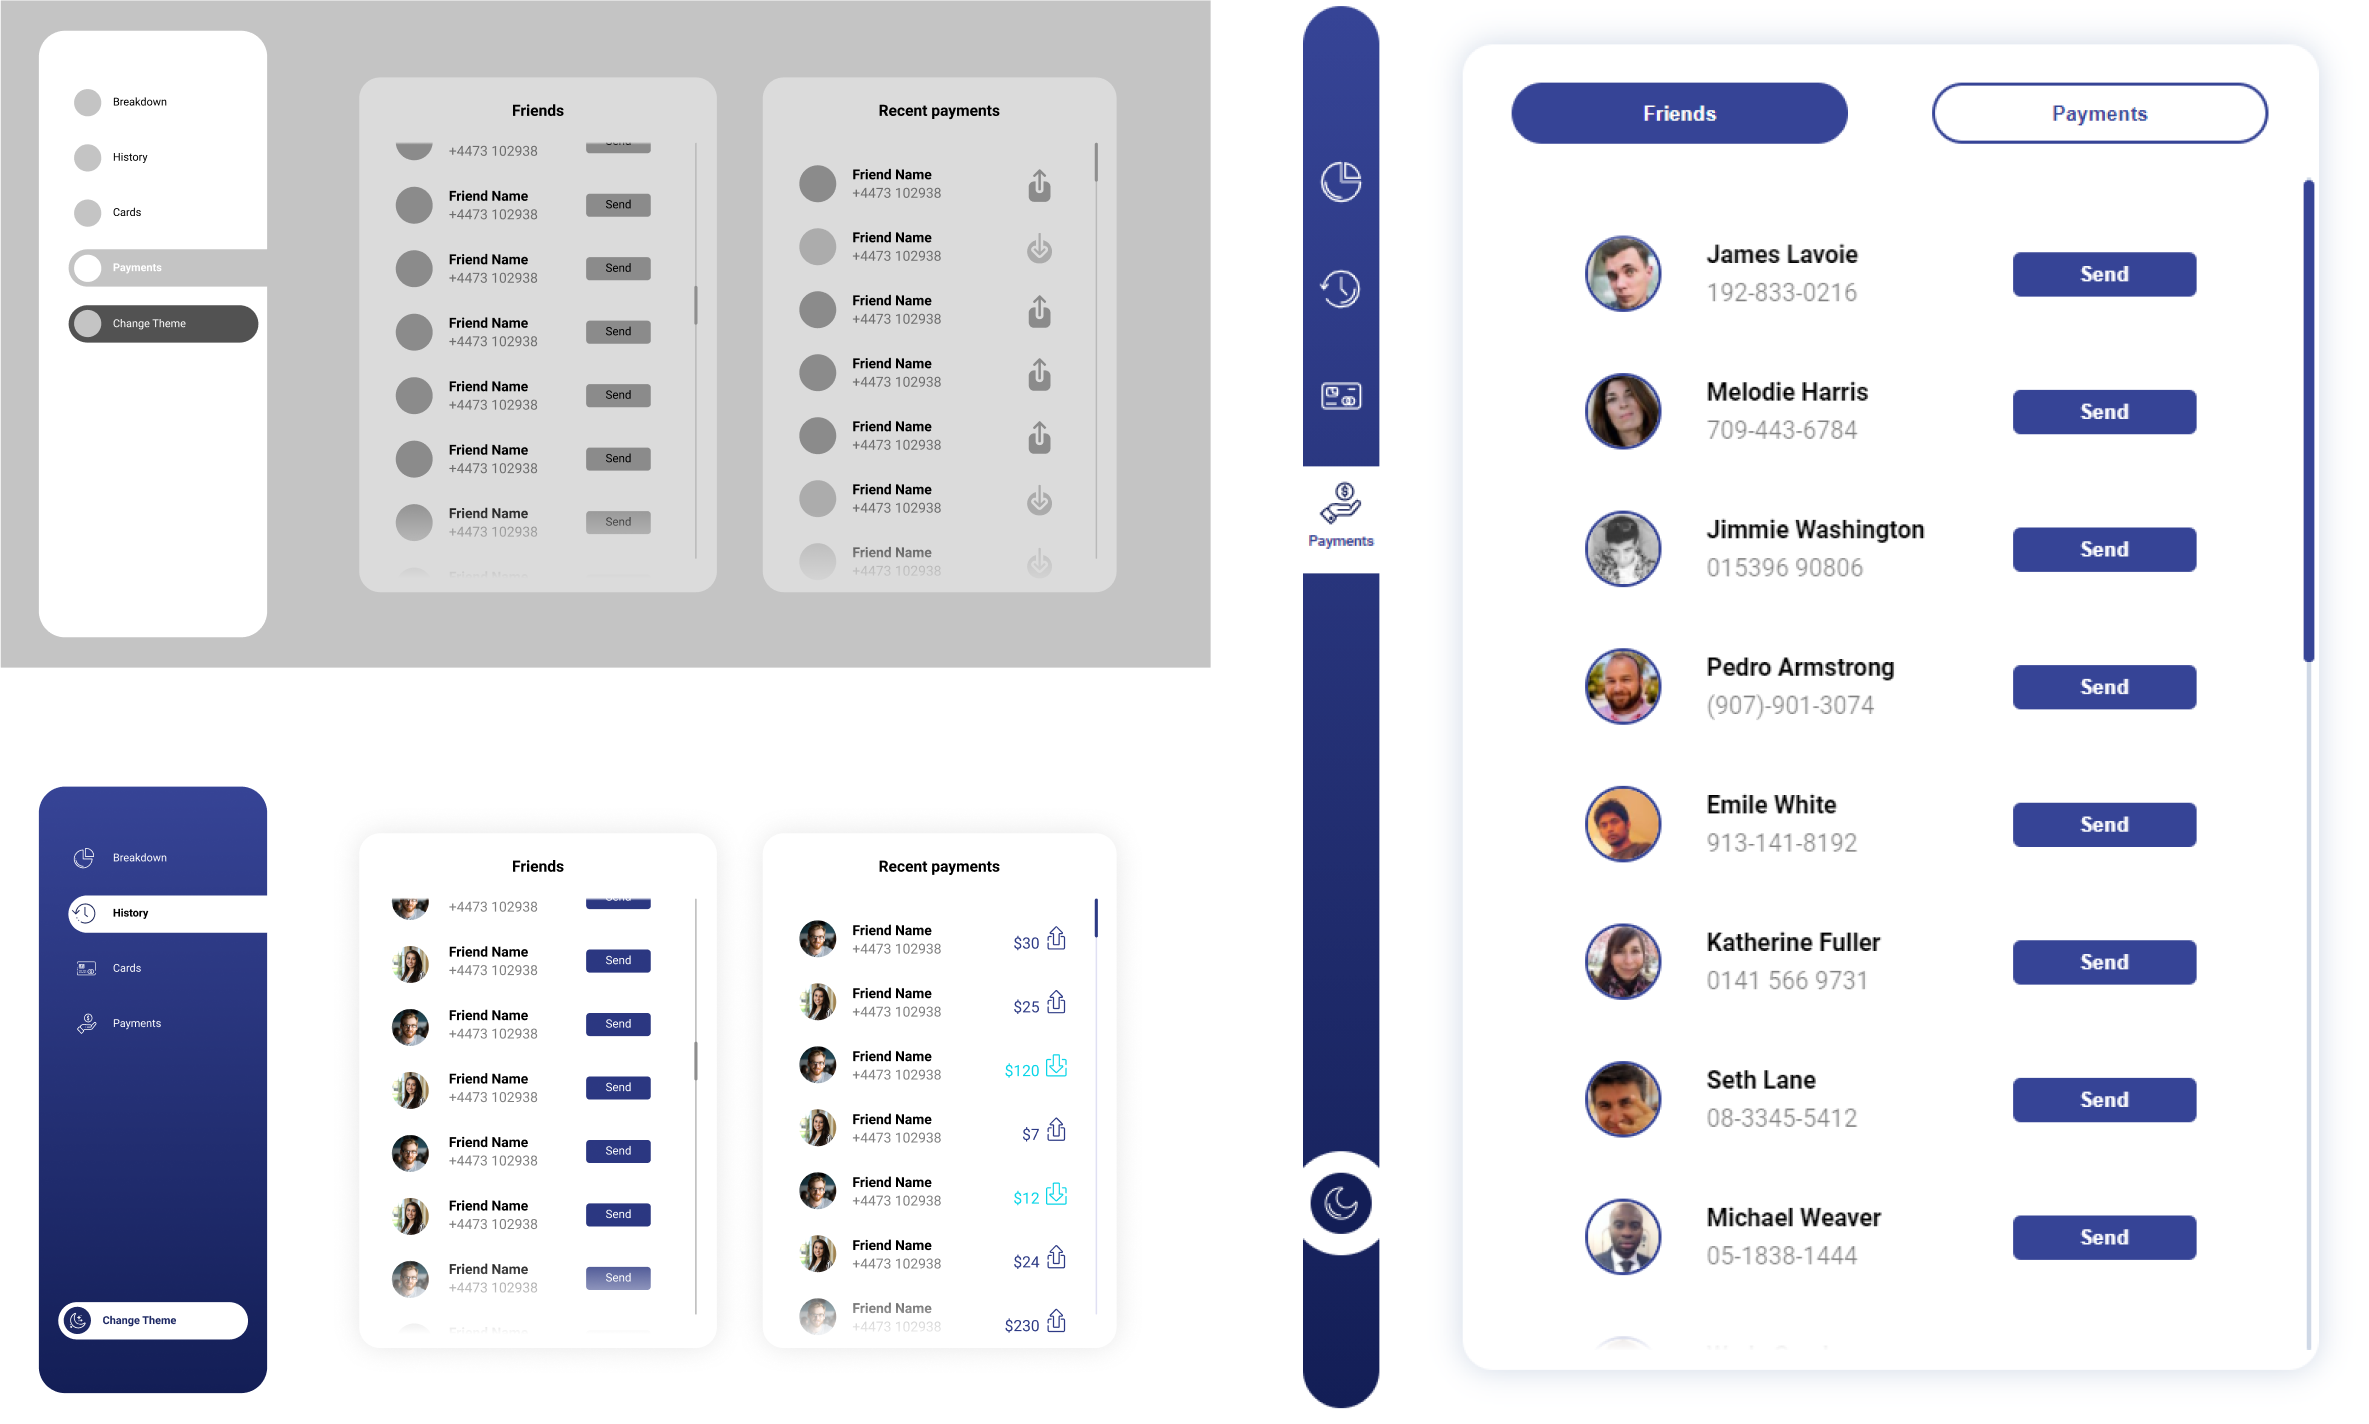 Breakdown
History
Cards
Payments
Change Theme
Friends
+4473 102938
Send
Friend Name
+4473 102938
Send
Friend Name
+4473 102938
Send
Friend Name
+4473 102938
Send
Friend Name
+4473 102938
Send
Friend Name
+4473 102938
Send
Friend Name
+4473 102938
Send
Friend Name
Recent payments
Friend Name
+4473 102938
Friend Name
+4473 102938
Friend Name
+4473 102938
Friend Name
+4473 102938
Friend Name
+4473 102938
Friend Name
+4473 102938
Friend Name
+4473 102938
Breakdown
History
Cards
Payments
Change Theme
Friends
+4473 102938
Send
Friend Name
+4473 102938
Send
Friend Name
+4473 102938
Send
Friend Name
+4473 102938
Send
Friend Name
+4473 102938
Send
Friend Name
+4473 102938
Send
Friend Name
+4473 102938
Send
Friend Name
Recent payments
Friend Name
+4473 102938
$30
Friend Name
+4473 102938
$25
Friend Name
+4473 102938
$120
Friend Name
+4473 102938
$7
Friend Name
+4473 102938
$12
Friend Name
+4473 102938
$24
Friend Name
+4473 102938
$230
Payments
Friends
Payments
James Lavoie
192-833-0216
Send
Melodie Harris
709-443-6784
Send
Jimmie Washington
015396 90806
Send
Pedro Armstrong
(907)-901-3074
Send
Emile White
913-141-8192
Send
Katherine Fuller
0141 566 9731
Send
Seth Lane
08-3345-5412
Send
Michael Weaver
05-1838-1444
Send